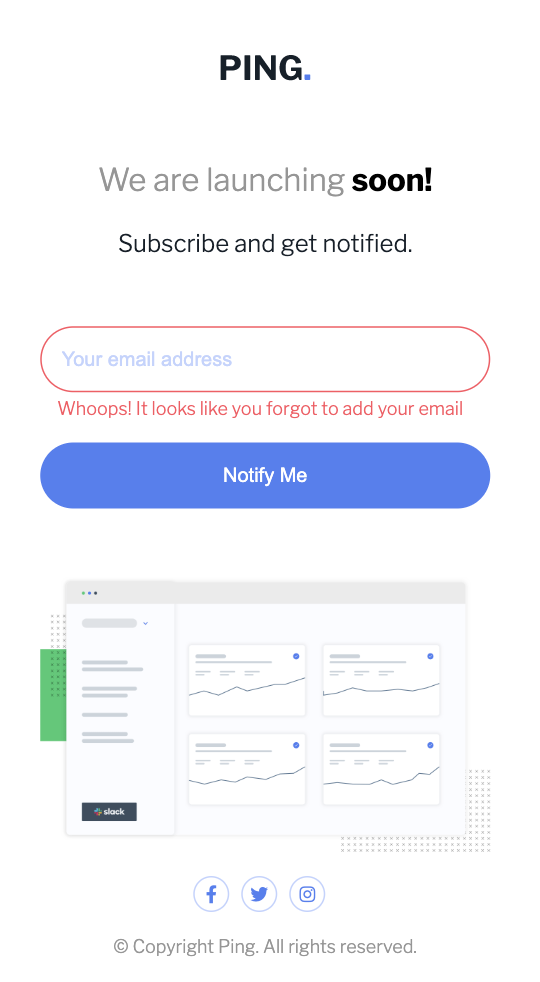 PING.
We are launching soon!
Subscribe and get notified.
Your email address
Whoops! It looks like you forgot to add your email
Notify Me
slack
© Copyright Ping. All rights reserved.